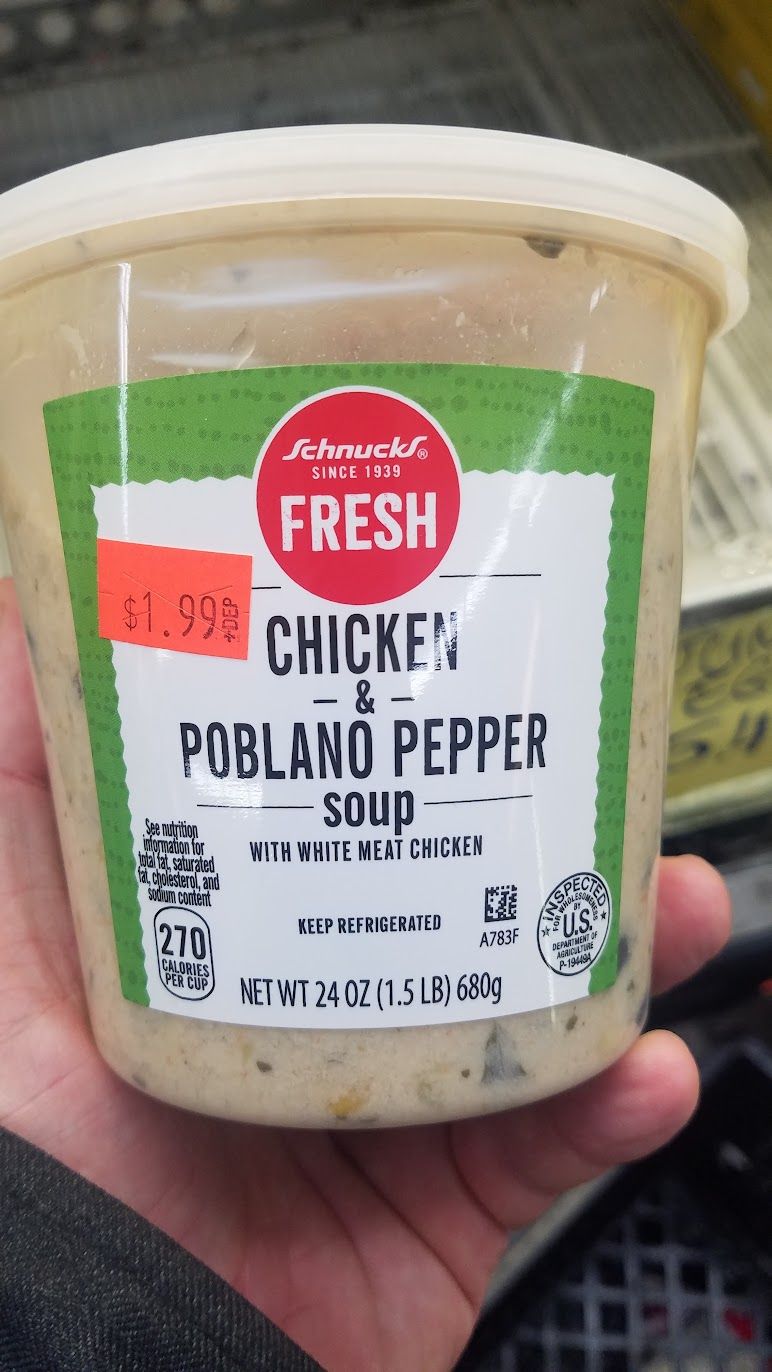 Schnucks®
SINCE 1939
FRESH
$1.99 +DEP
CHICKEN
- & -
POBLANO PEPPER
soup
WITH WHITE MEAT CHICKEN
See nutrition
information for
total fat, saturated
fat, cholesterol, and
sodium content
270
CALORIES
PER CUP
KEEP REFRIGERATED
A783F
INSPECTED
FOR WHOLESOMENESS
BY
U.S.
DEPARTMENT OF
AGRICULTURE
P-19449A
NET WT 24 OZ (1.5 LB) 680g